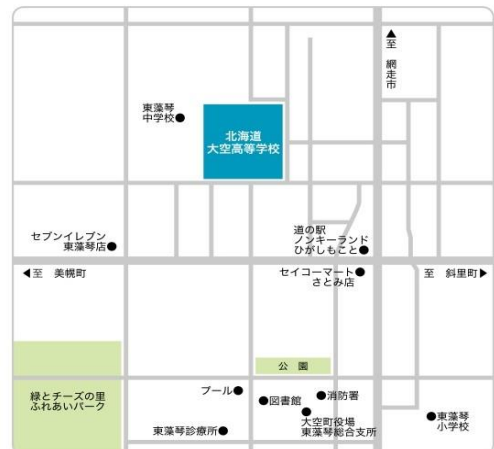 ▲至 網走市
東藻琴
中学校●
北海道
大空高等学校
セブンイレブン
東藻琴店●
道の駅
ノンキーランド
ひがしもこと●
◀至 美幌町
セイコーマート●
さとみ店
至 斜里町▶
公園
緑とチーズの里
ふれあいパーク
プール●
●図書館
●消防署
大空町役場
東藻琴総合支所
●東藻琴
小学校
東藻琴診療所●